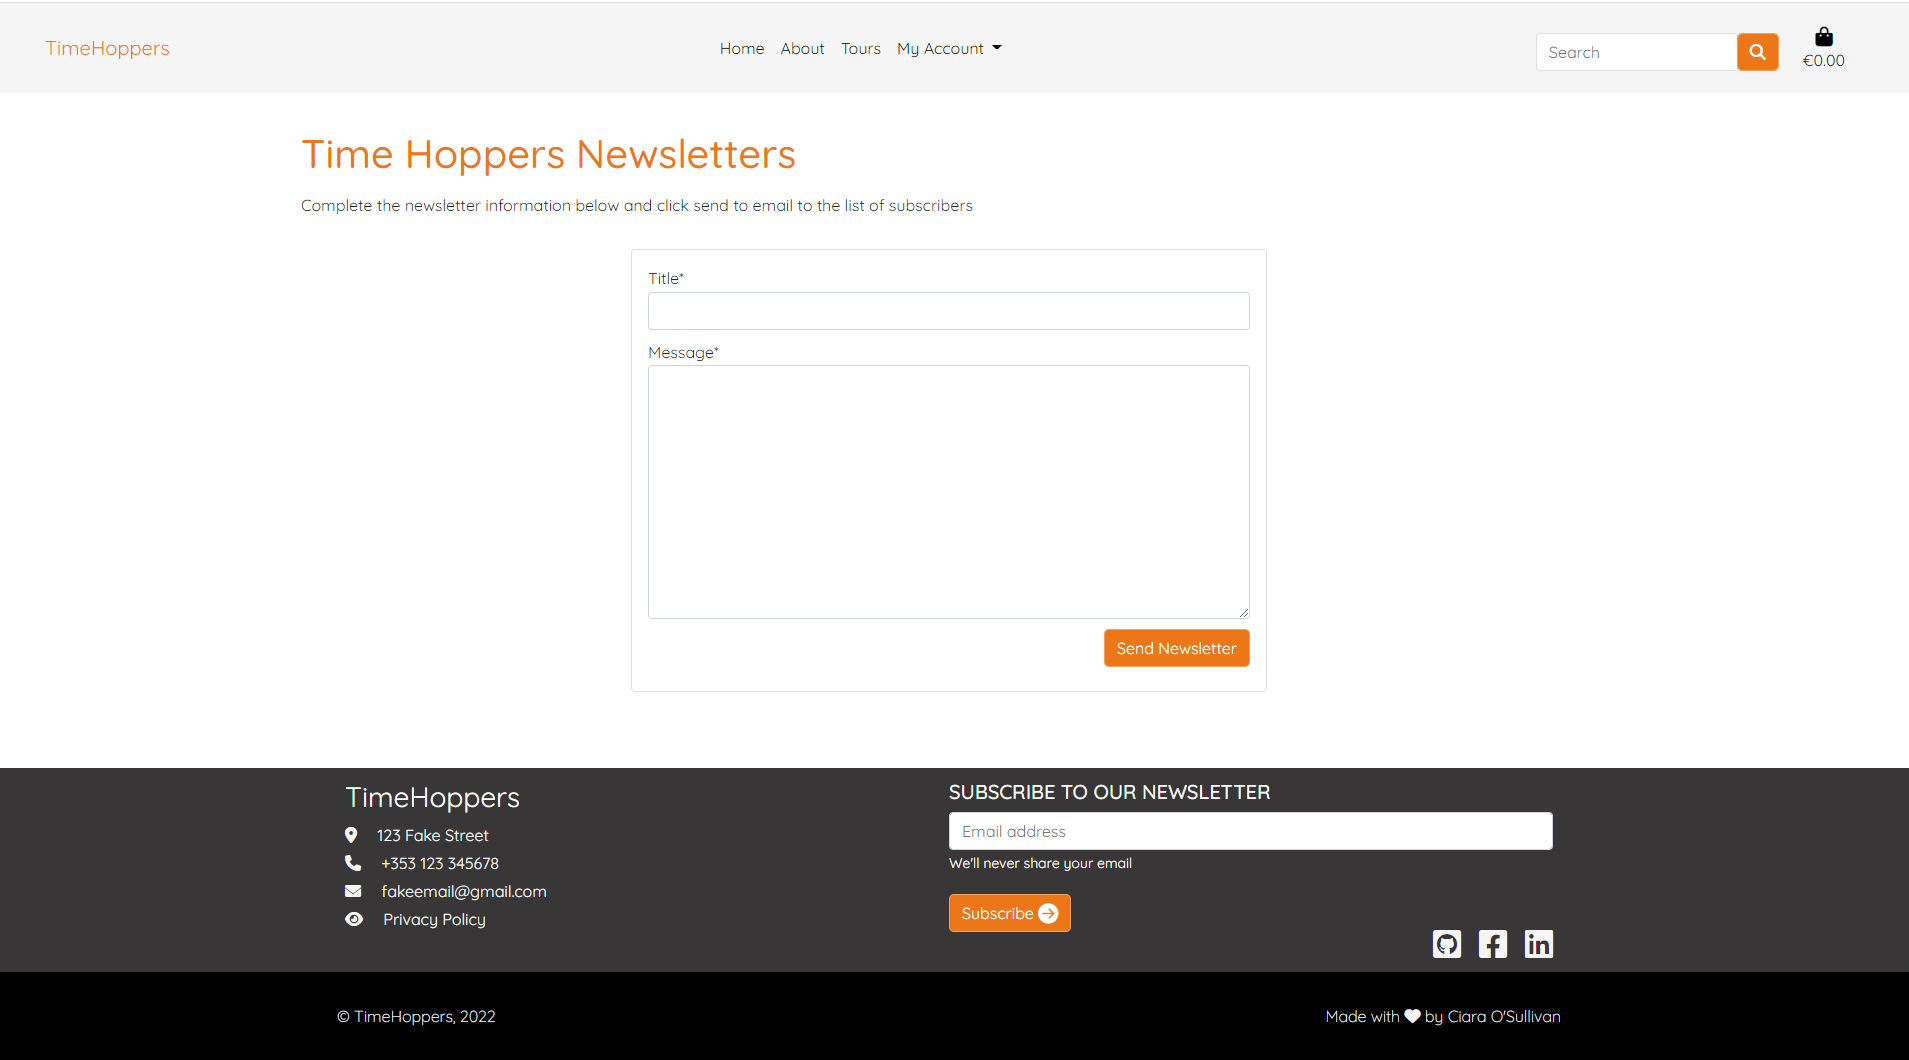 TimeHoppers
Home About Tours My Account
Search
€0.00
Time Hoppers Newsletters
Complete the newsletter information below and click send to email to the list of subscribers
Title*
Message*
Send Newsletter
TimeHoppers
123 Fake Street
+353 123 345678
fakeemail@gmail.com
Privacy Policy
SUBSCRIBE TO OUR NEWSLETTER
Email address
We'll never share your email
Subscribe
© TimeHoppers, 2022
Made with by Ciara O'Sullivan